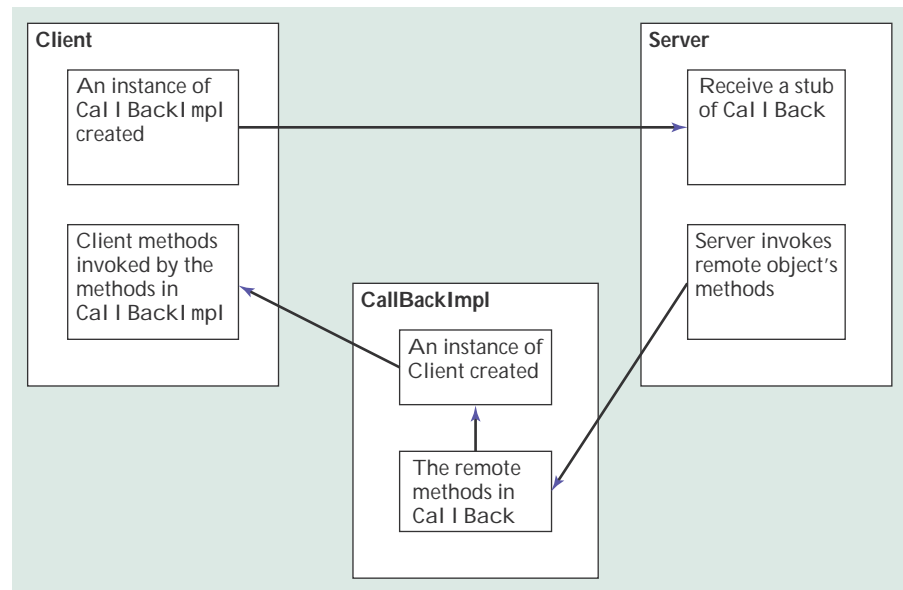 Client
An instance of
CallBackImpl
created
Client methods
invoked by the
methods in
CallBackImpl
Server
Receive a stub
of CallBack
Server invokes
remote object's
methods
CallBackImpl
An instance of
Client created
The remote
methods in
CallBack